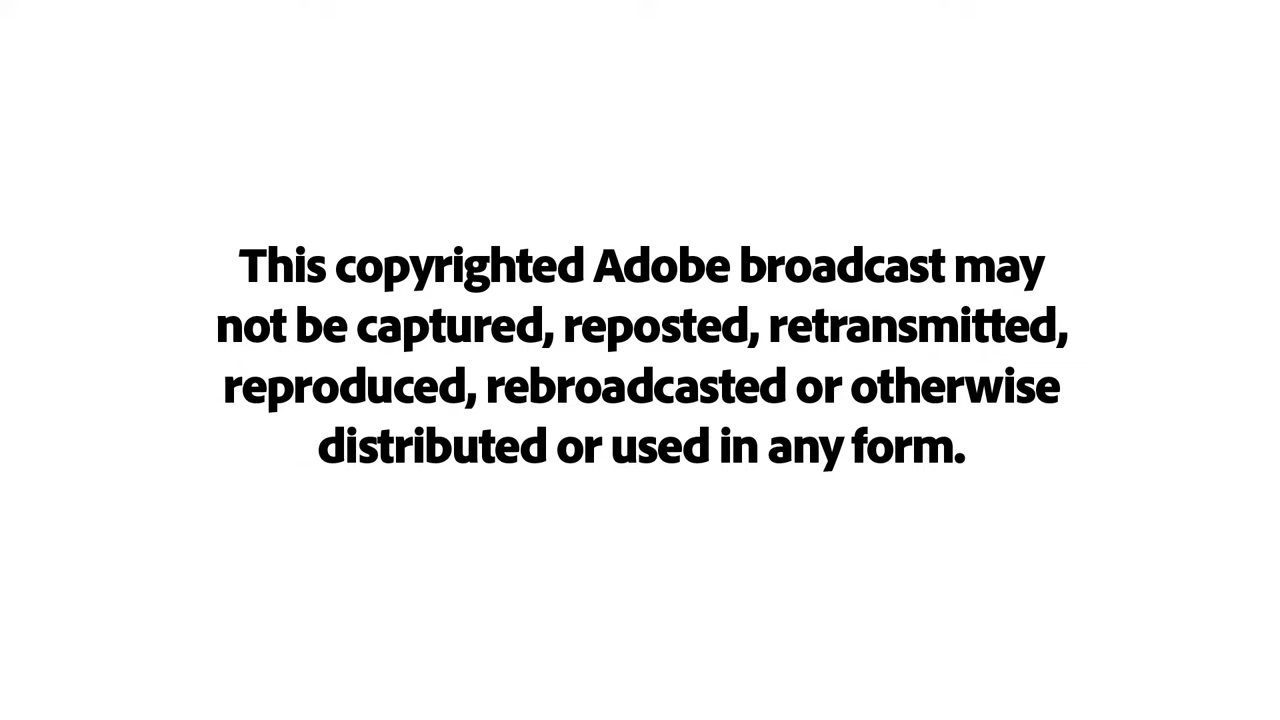 This copyrighted Adobe broadcast may
not be captured, reposted, retransmitted,
reproduced, rebroadcasted or otherwise
distributed or used in any form.